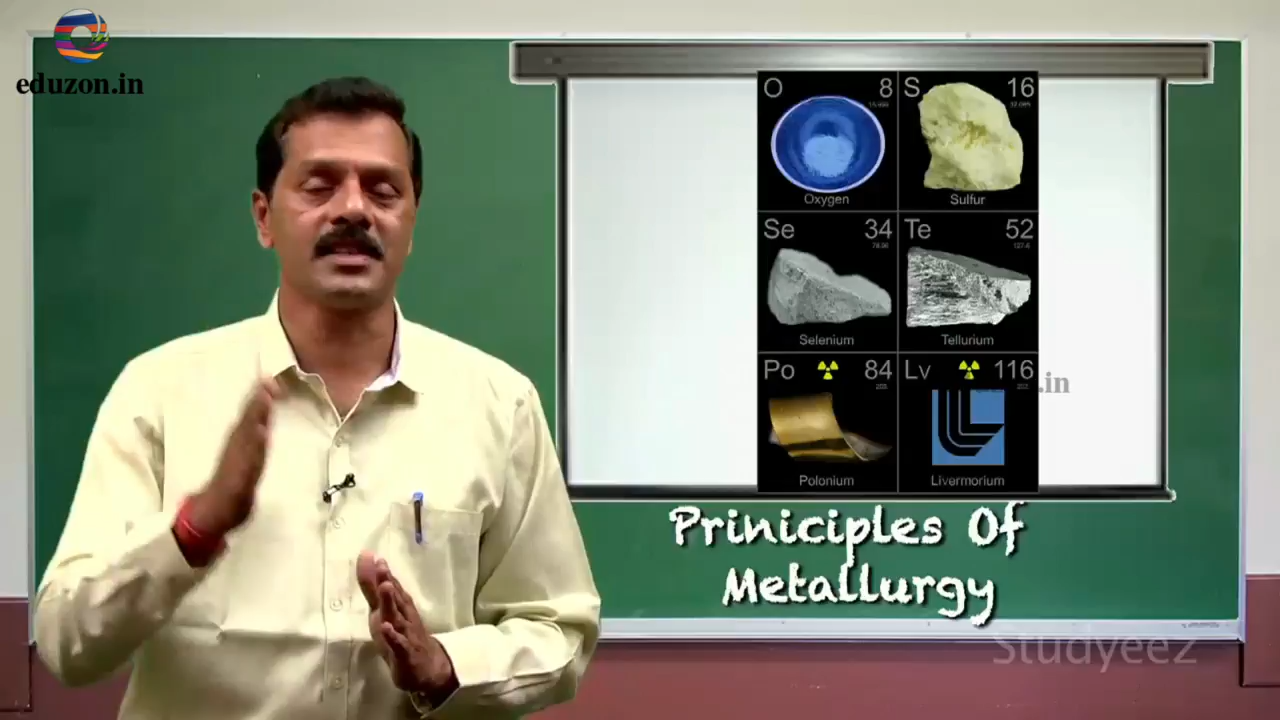 eduzon.in
O 8
Oxygen
S 16
Sulfur
Se 34
Selenium
Te 52
Tellurium
Po 84
Polonium
Lv 116
Livermorium
.in
Priniciples Of
Metallurgy
Studyeez